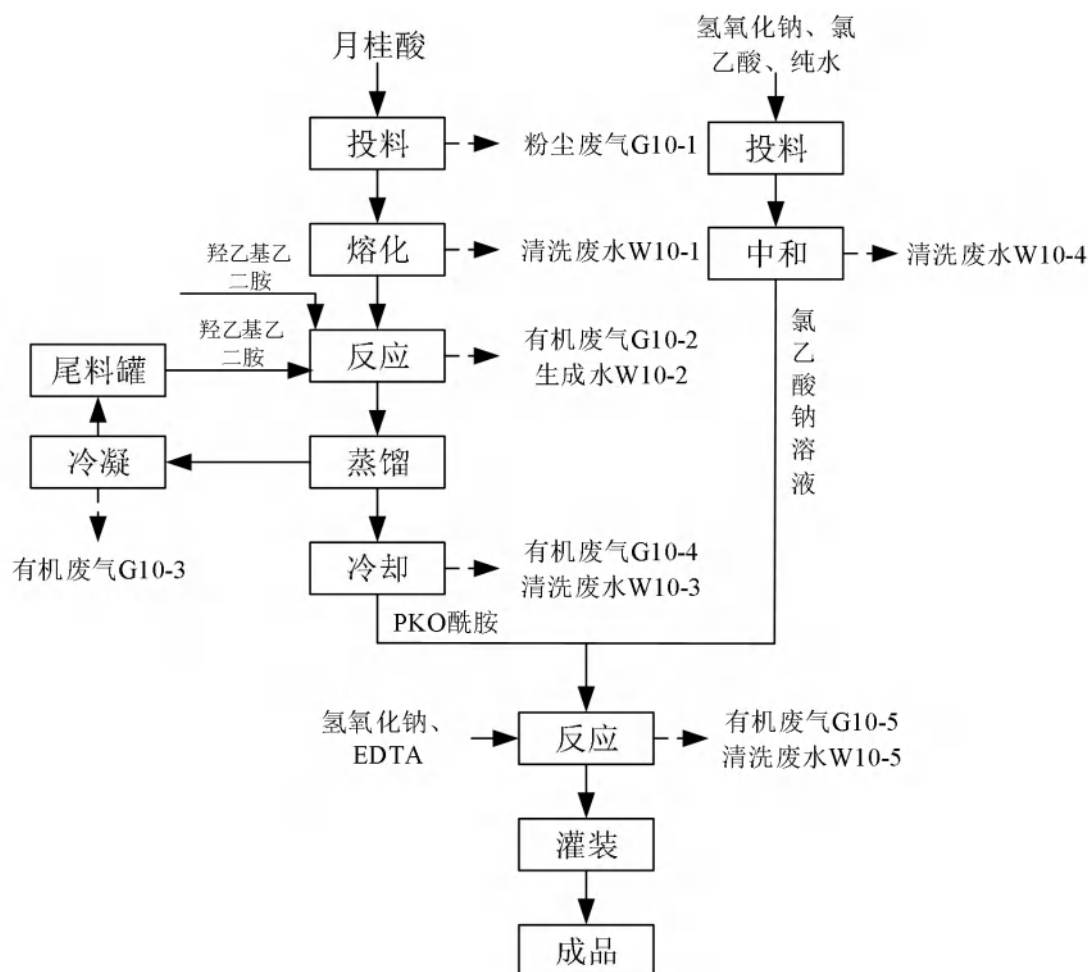 月桂酸
氢氧化钠、氯
乙酸、纯水
投料
粉尘废气G10-1
投料
熔化
清洗废水W10-1
中和
清洗废水W10-4
羟乙基乙
二胺
羟乙基乙
二胺
尾料罐
反应
有机废气G10-2
生成水W10-2
氯乙酸钠溶液
冷凝
蒸馏
有机废气G10-3
冷却
有机废气G10-4
清洗废水W10-3
PKO酰胺
氢氧化钠、
EDTA
反应
有机废气G10-5
清洗废水W10-5
灌装
成品